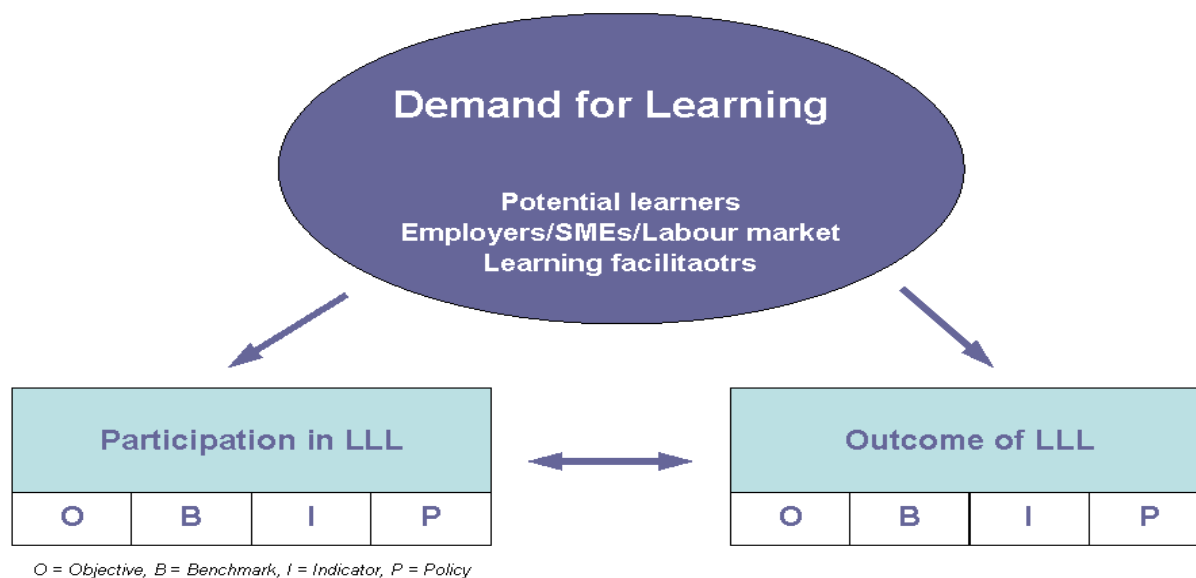 Demand for Learning
Potential learners
Employers/SMEs/Labour market
Learning facilitaotrs
Participation in LLL
O B I P
Outcome of LLL
O B I P
O = Objective, B = Benchmark, I = Indicator, P = Policy